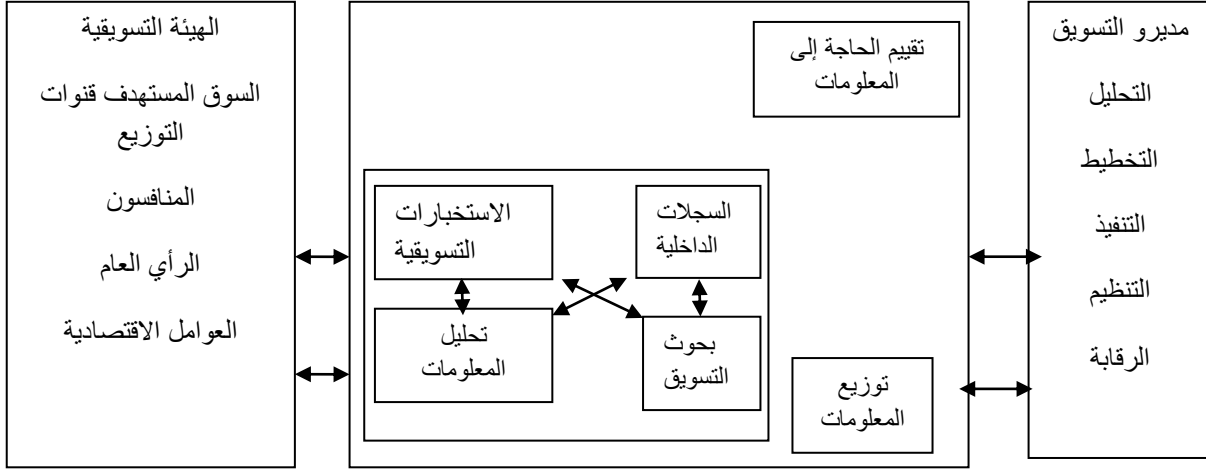 مديرو التسويق
التحليل
التخطيط
التنفيذ
التنظيم
الرقابة
تقييم الحاجة إلى
المعلومات
السجلات
الداخلية
الاستخبارات
التسويقية
بحوث
التسويق
تحليل
المعلومات
توزيع
المعلومات
الهيئة التسويقية
السوق المستهدف قنوات
التوزيع
المنافسون
الرأي العام
العوامل الاقتصادية